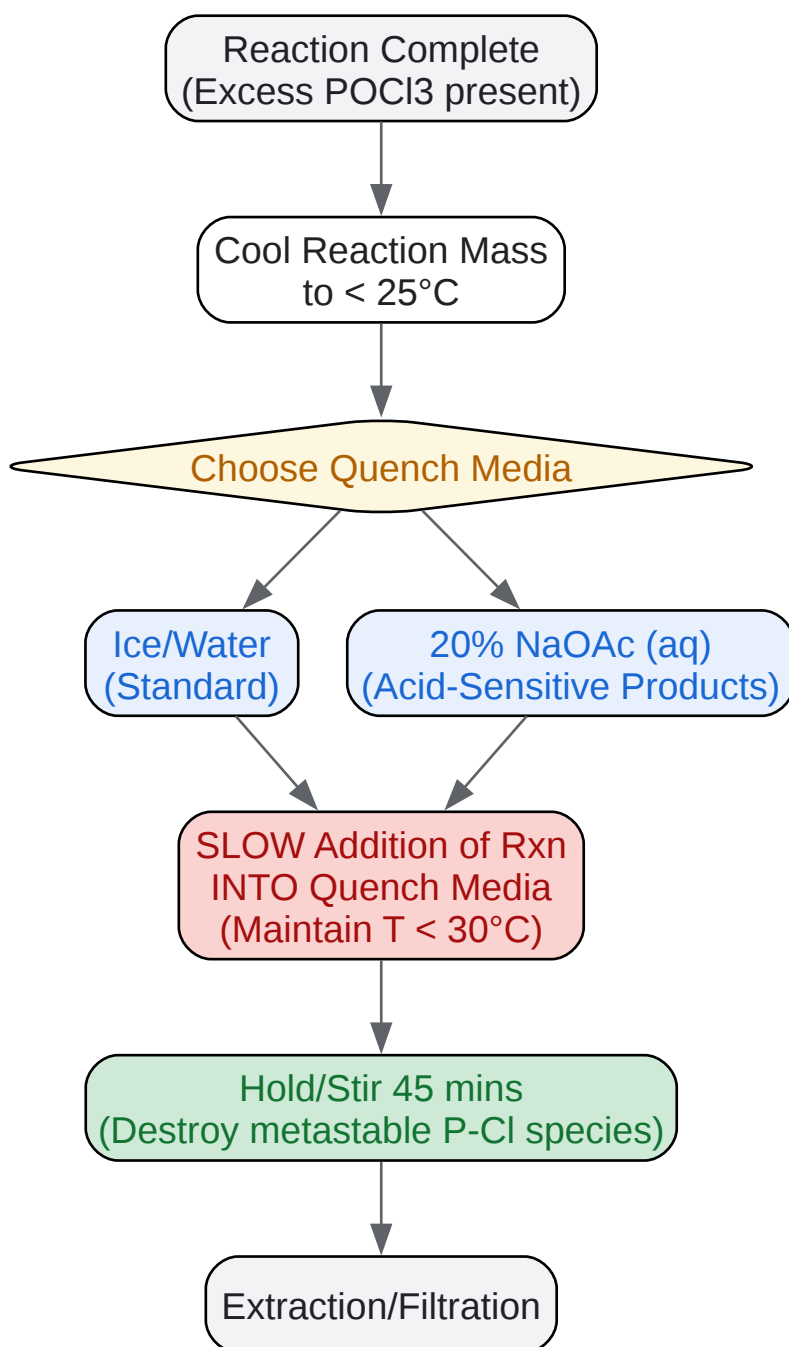 Reaction Complete
(Excess POCl3 present)
Cool Reaction Mass
to < 25°C
Choose Quench Media
Ice/Water
(Standard)
20% NaOAc (aq)
(Acid-Sensitive Products)
SLOW Addition of Rxn
INTO Quench Media
(Maintain T < 30°C)
Hold/Stir 45 mins
(Destroy metastable P-Cl species)
Extraction/Filtration